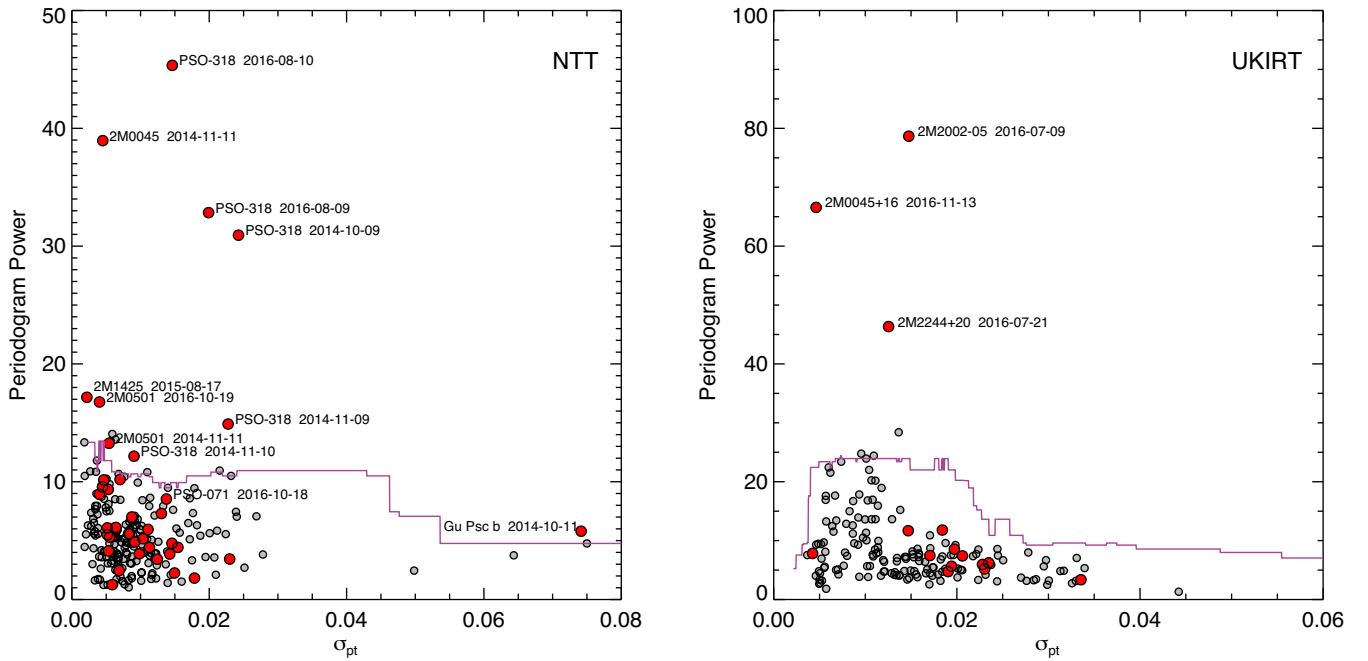 NTT
PSO-318 2016-08-10
2M0045 2014-11-11
PSO-318 2016-08-09
PSO-318 2014-10-09
2M1425 2015-08-17
2M0501 2016-10-19
PSO-318 2014-11-09
2M0501 2014-11-11
PSO-318 2014-11-10
PSO-071 2016-10-18
Gu Psc b 2014-10-11
50
40
30
20
10
0
Periodogram Power
0.00 0.02 0.04 0.06 0.08
σpt
UKIRT
2M2002-05 2016-07-09
2M0045+16 2016-11-13
2M2244+20 2016-07-21
100
80
60
40
20
0
Periodogram Power
0.00 0.02 0.04 0.06
σpt